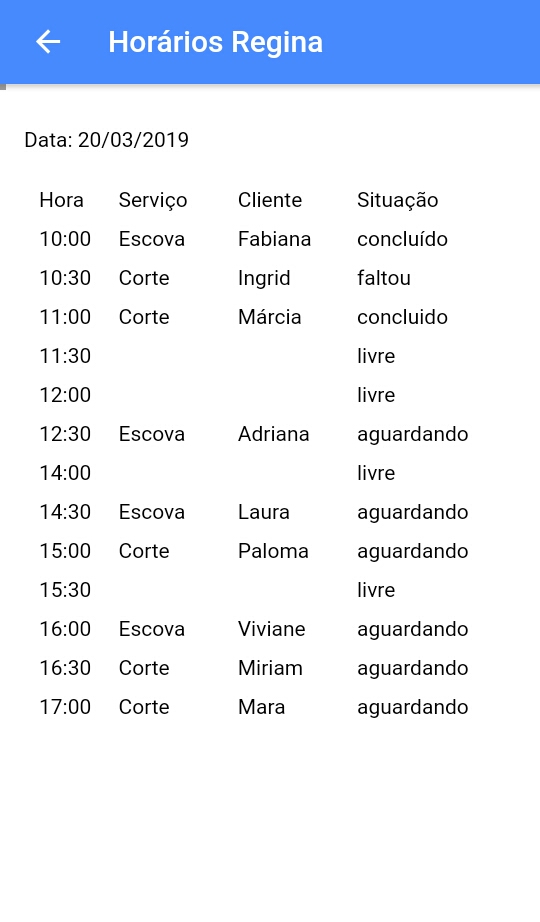 Horários Regina
Data: 20/03/2019
Hora Serviço Cliente Situação
10:00 Escova Fabiana concluído
10:30 Corte Ingrid faltou
11:00 Corte Márcia concluido
11:30 livre
12:00 livre
12:30 Escova Adriana aguardando
14:00 livre
14:30 Escova Laura aguardando
15:00 Corte Paloma aguardando
15:30 livre
16:00 Escova Viviane aguardando
16:30 Corte Miriam aguardando
17:00 Corte Mara aguardando